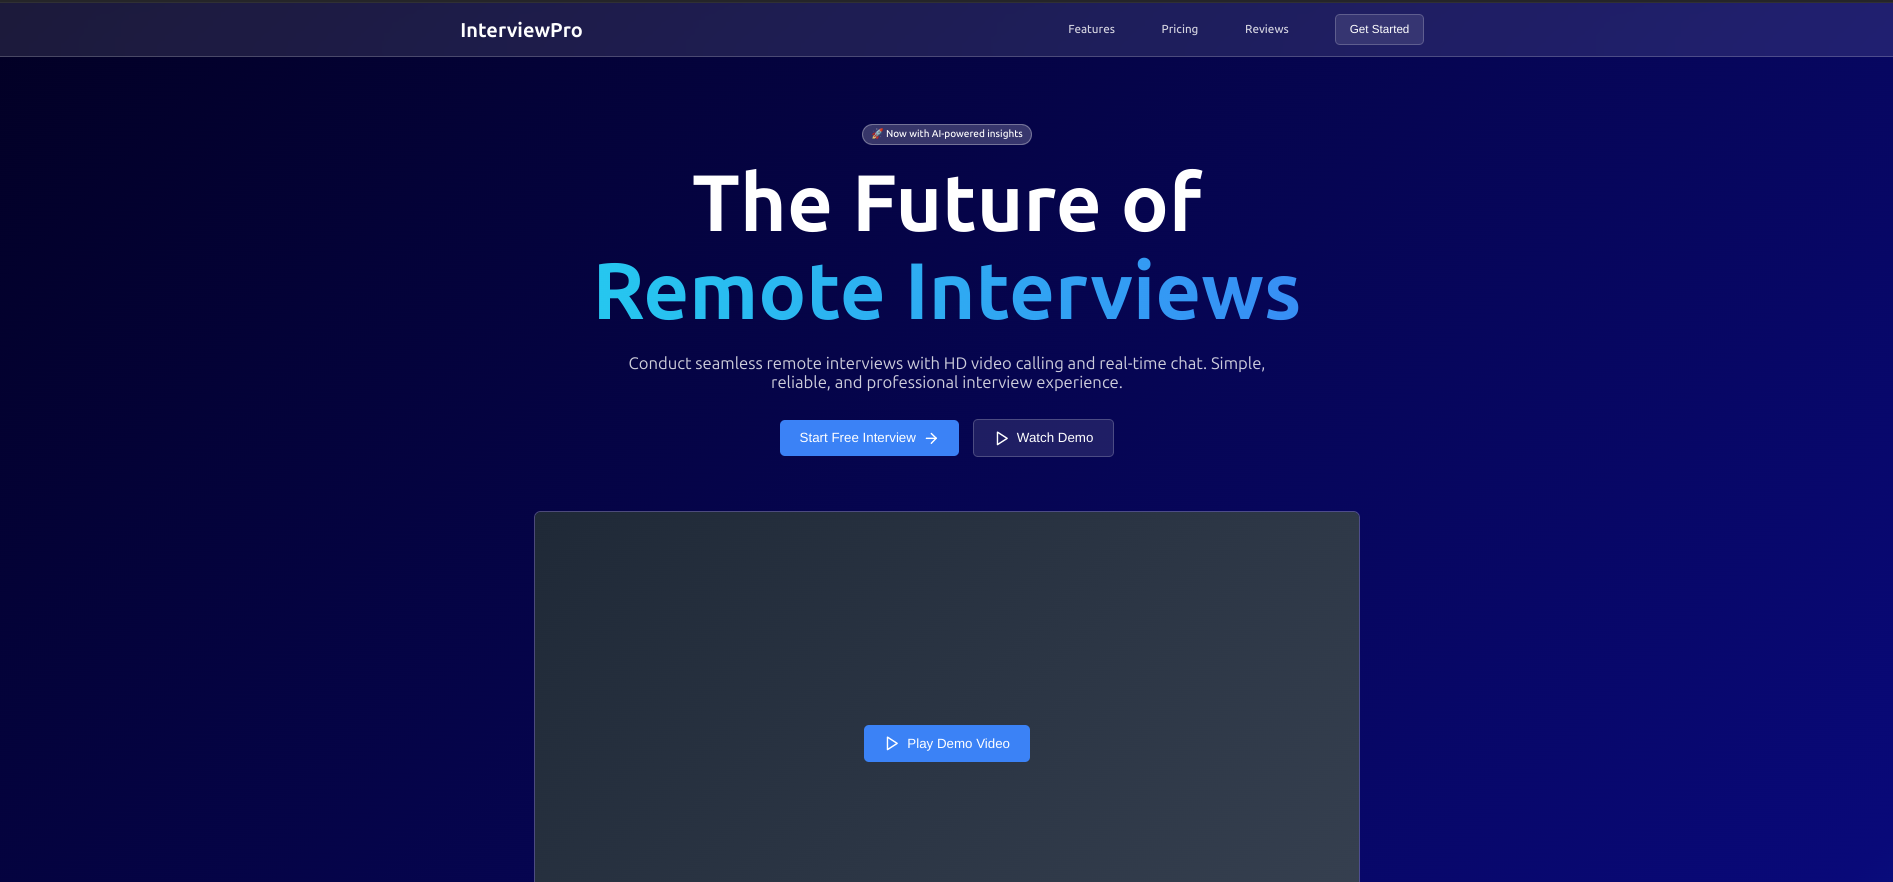 InterviewPro
Features
Pricing
Reviews
Get Started
🚀 Now with AI-powered insights
The Future of
Remote Interviews
Conduct seamless remote interviews with HD video calling and real-time chat. Simple,
reliable, and professional interview experience.
Start Free Interview
Watch Demo
Play Demo Video